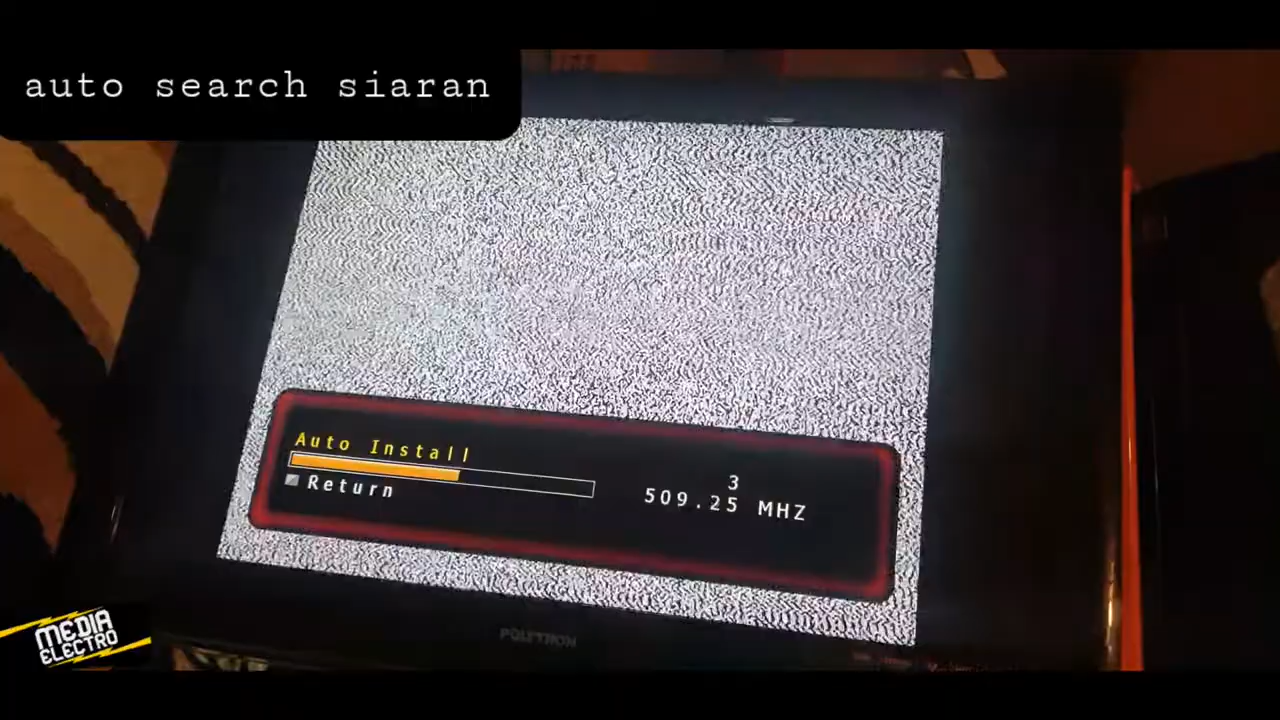 auto search siaran
Auto Install
3
509.25 MHZ
Return
POLYTRON
MEDIA
ELECTRO